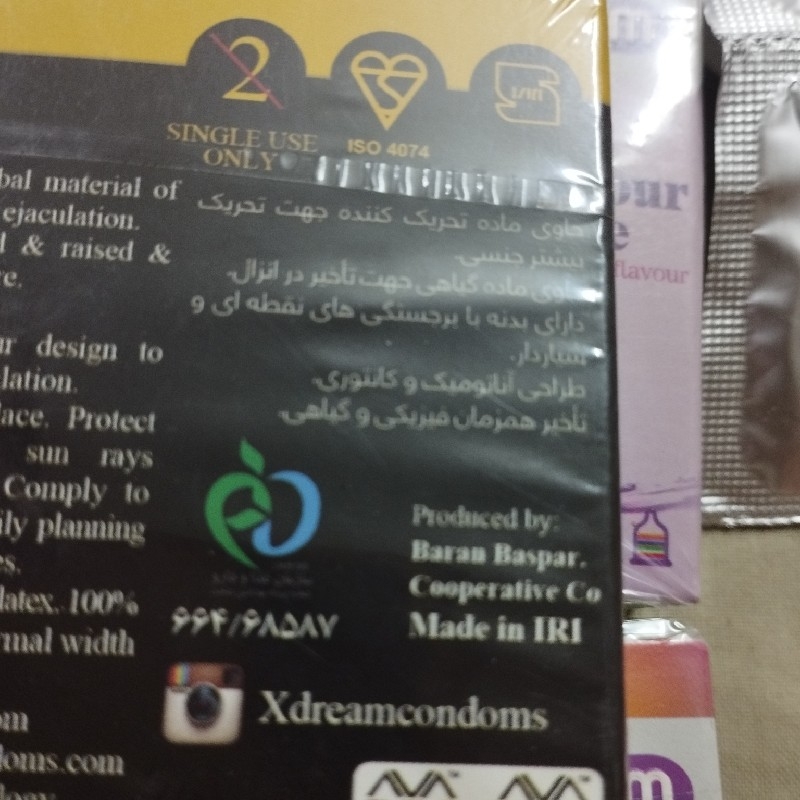 2
SINGLE USE
ONLY
ISO 4074
bal material of
ejaculation.
l & raised &
re.
ur design to
lation.
lace. Protect
sun rays
Comply to
ily planning
es.
latex. 100%
rmal width
om
doms.com
حاوی ماده تحریک کننده جهت تحریک
بیشتر جنسی.
حاوی ماده گیاهی جهت تأخیر در انزال.
دارای بدنه با برجستگی های نقطه ای و
شیاردار.
طراحی آناتومیک و کانتوری.
تأخیر همزمان فیزیکی و گیاهی.
۶۶۴/۶۸۵۸۷
Produced by:
Baran Baspar.
Cooperative Co
Made in IRI
Xdreamcondoms
our
e
flavour
m